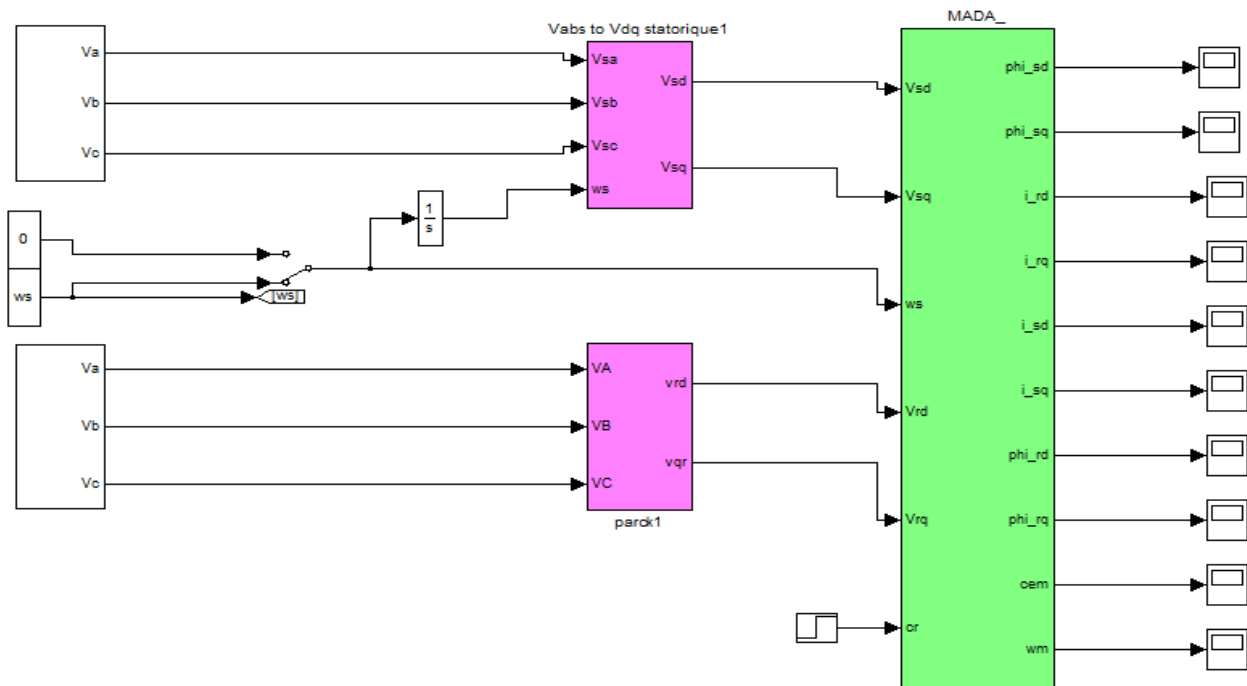 MADA_
Vabs to Vdq statorique1
Va
Vb
Vc
Vsa
Vsb
Vsc
ws
Vsd
Vsq
1
s
0
ws
[ws]
Va
Vb
Vc
VA
VB
VC
vrd
vqr
parck1
Vsd
Vsq
ws
Vrd
Vrq
cr
phi_sd
phi_sq
i_rd
i_rq
i_sd
i_sq
phi_rd
phi_rq
cem
wm